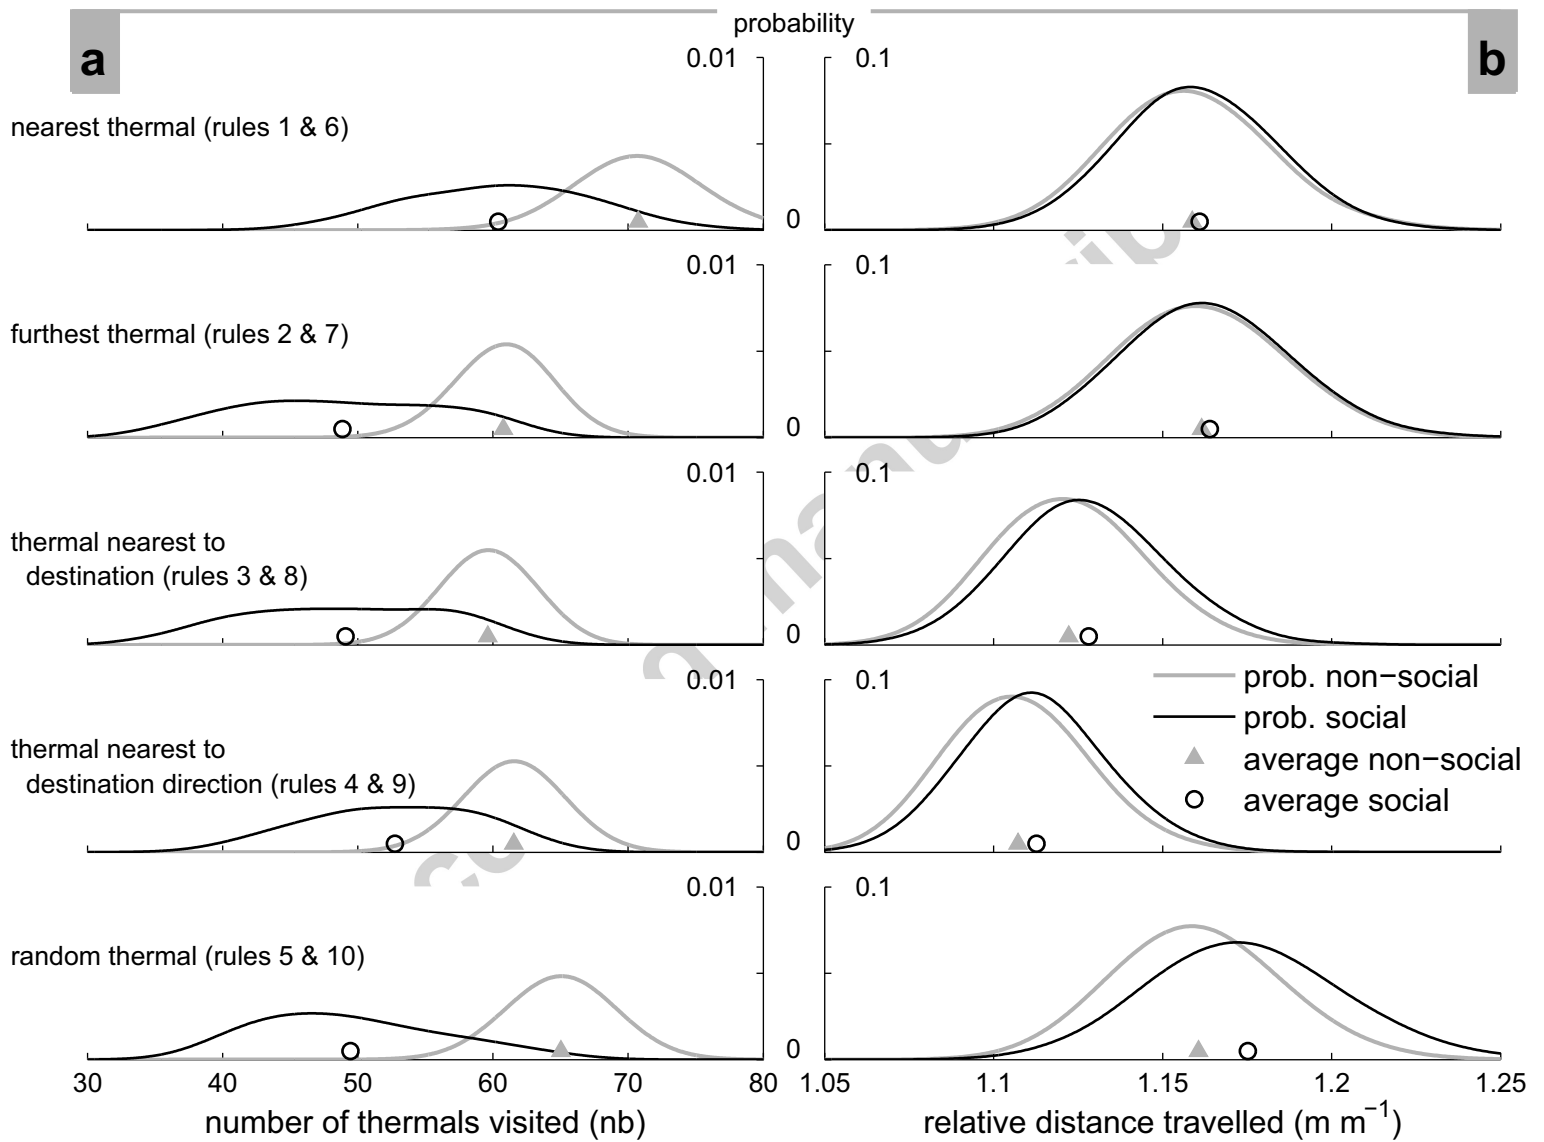 a
probability
b
0.01
0.1
nearest thermal (rules 1 & 6)
0
0.01
0.1
furthest thermal (rules 2 & 7)
0
0.01
0.1
thermal nearest to
destination (rules 3 & 8)
0
0.01
0.1
prob. non−social
prob. social
average non−social
average social
thermal nearest to
destination direction (rules 4 & 9)
0
0.01
0.1
random thermal (rules 5 & 10)
0
30 40 50 60 70 80 1.05 1.1 1.15 1.2 1.25
number of thermals visited (nb)
relative distance travelled (m m⁻¹)